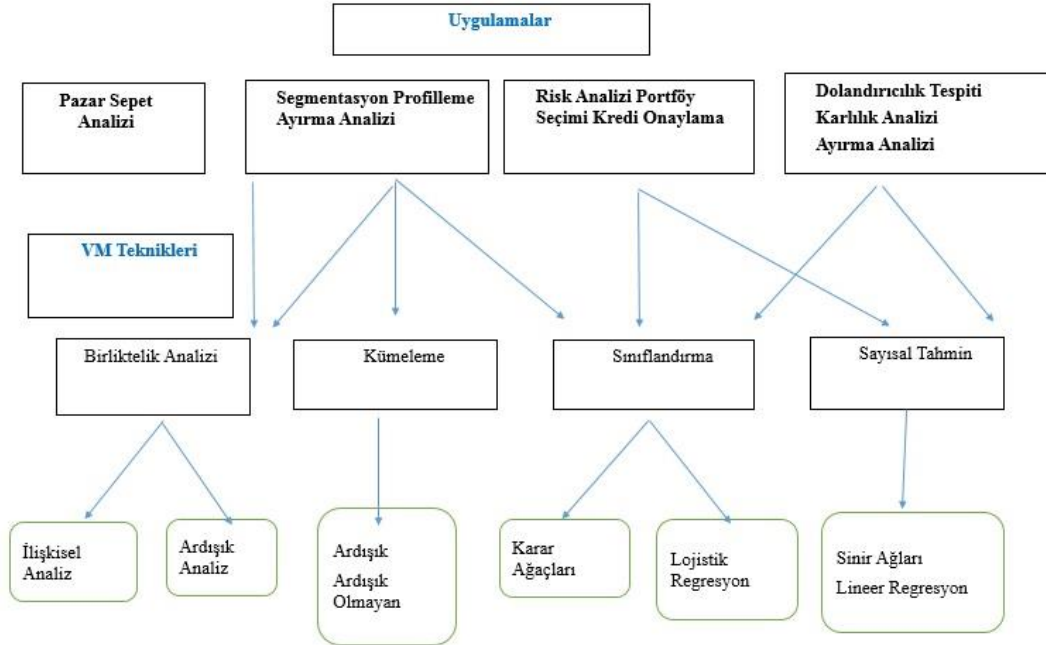 Uygulamalar
Pazar Sepet
Analizi
Segmentasyon Profilleme
Ayırma Analizi
Risk Analizi Portföy
Seçimi Kredi Onaylama
Dolandırıcılık Tespiti
Karlılık Analizi
Ayırma Analizi
VM Teknikleri
Birliktelik Analizi
Kümeleme
Sınıflandırma
Sayısal Tahmin
İlişkisel
Analiz
Ardışık
Analiz
Ardışık
Ardışık
Olmayan
Karar
Ağaçları
Lojistik
Regresyon
Sinir Ağları
Lineer Regresyon